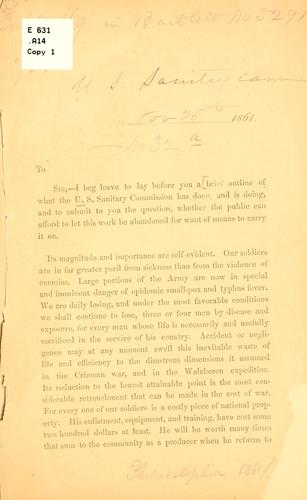 E 631
.A14
Copy 1
in Bartlett No 529
U. S. Sanitary Comm
Nov 26th 1861.
No 32 a
To
Sir,—I beg leave to lay before you a [brief outline of
what the U. S. Sanitary Commission has done, and is doing,
and to submit to you the question, whether the public can
afford to let this work be abandoned for want of means to carry
it on.
Its magnitude and importance are self-evident. Our soldiers
are in far greater peril from sickness than from the violence of
enemies. Large portions of the Army are now in special
and imminent danger of epidemic small-pox and typhus fever.
We are daily losing, and under the most favorable conditions
we shall continue to lose, three or four men by disease and
exposure, for every man whose life is necessarily and usefully
sacrificed in the service of his country. Accident or negli-
gence may at any moment swell this inevitable waste of
life and efficiency to the disastrous dimensions it assumed
in the Crimean war, and in the Walcheren expedition.
Its reduction to the lowest attainable point is the most con-
siderable retrenchment that can be made in the cost of war.
For every one of our soldiers is a costly piece of national prop-
erty. His enlistment, equipment, and training, have cost some
two hundred dollars at least. He will be worth many times
that sum to the community as a producer when he returns to
Philadelphia 1861